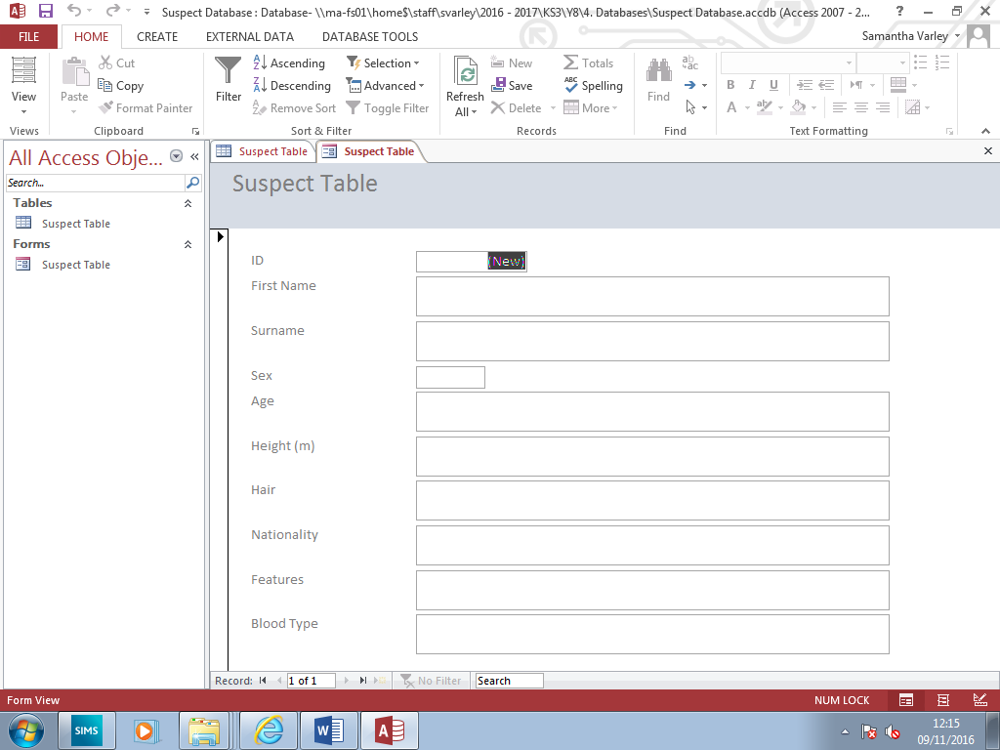 Suspect Database : Database- \\ma-fs01\home$\staff\svarley\2016 - 2017\KS3\Y8\4. Databases\Suspect Database.accdb (Access 2007 - 2...
FILE HOME CREATE EXTERNAL DATA DATABASE TOOLS Samantha Varley
View
Views
Paste
Cut
Copy
Format Painter
Clipboard
Filter
Ascending
Descending
Remove Sort
Selection
Advanced
Toggle Filter
Sort & Filter
Refresh
All
New
Save
Delete
Totals
Spelling
More
Records
Find
Find
B I U
A
Text Formatting
All Access Obje...
Search...
Tables
Suspect Table
Forms
Suspect Table
Suspect Table Suspect Table
Suspect Table
ID (New)
First Name
Surname
Sex
Age
Height (m)
Hair
Nationality
Features
Blood Type
Record: 1 of 1 No Filter Search
Form View NUM LOCK
SIMS
12:15
09/11/2016